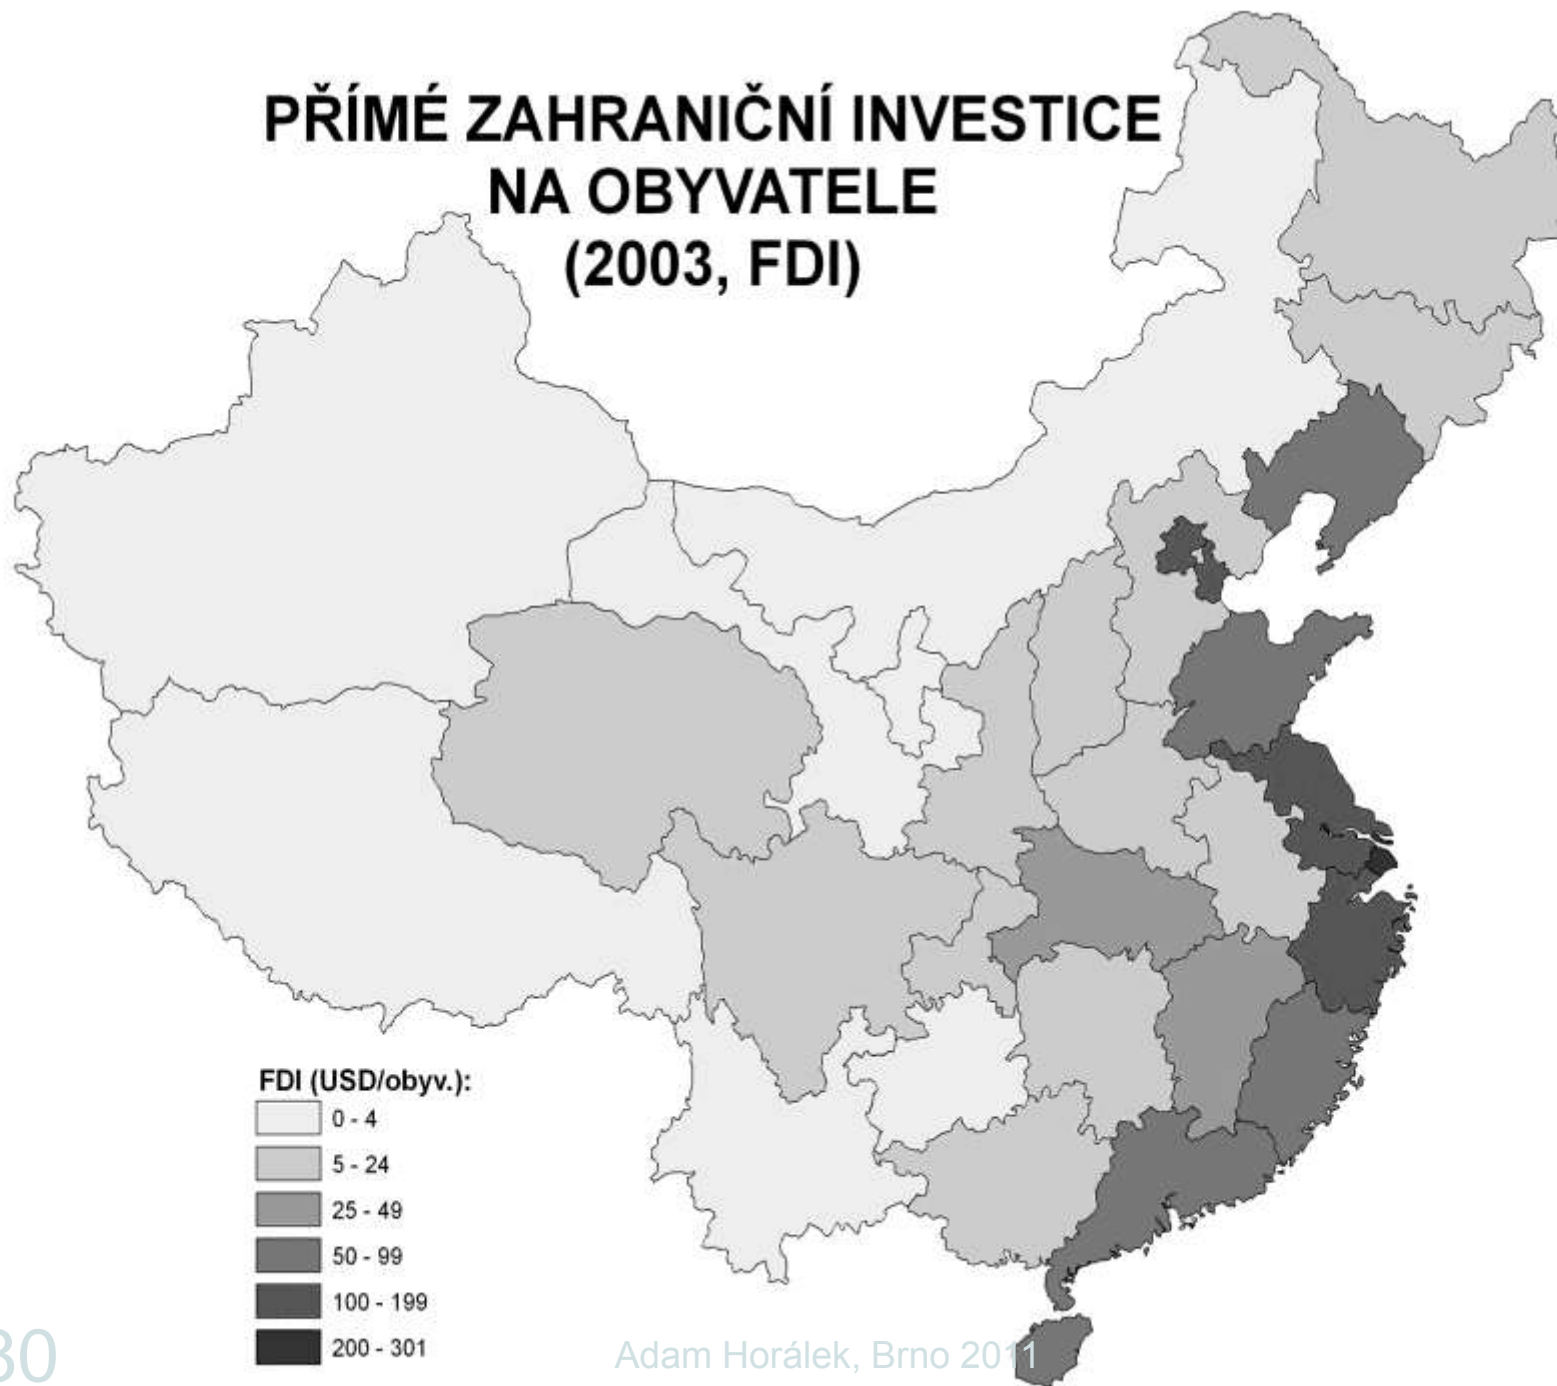 PŘÍMÉ ZAHRANIČNÍ INVESTICE
NA OBYVATELE
(2003, FDI)
FDI (USD/obyv.):
0 - 4
5 - 24
25 - 49
50 - 99
100 - 199
200 - 301
30
Adam Horálek, Brno 2011